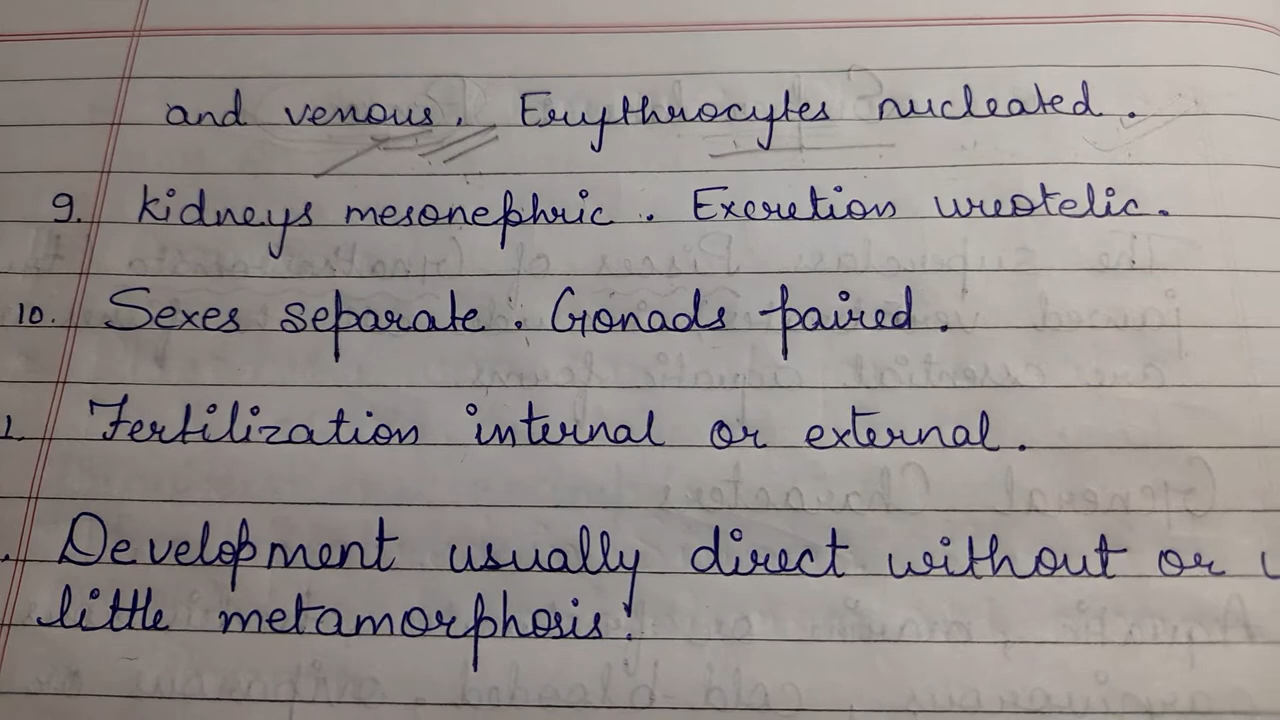 and venous. Erythrocytes nucleated.
9. Kidneys mesonephric. Excretion ureotelic.
10. Sexes separate. Gonads paired.
1. Fertilization internal or external.
. Development usually direct without or
little metamorphosis.